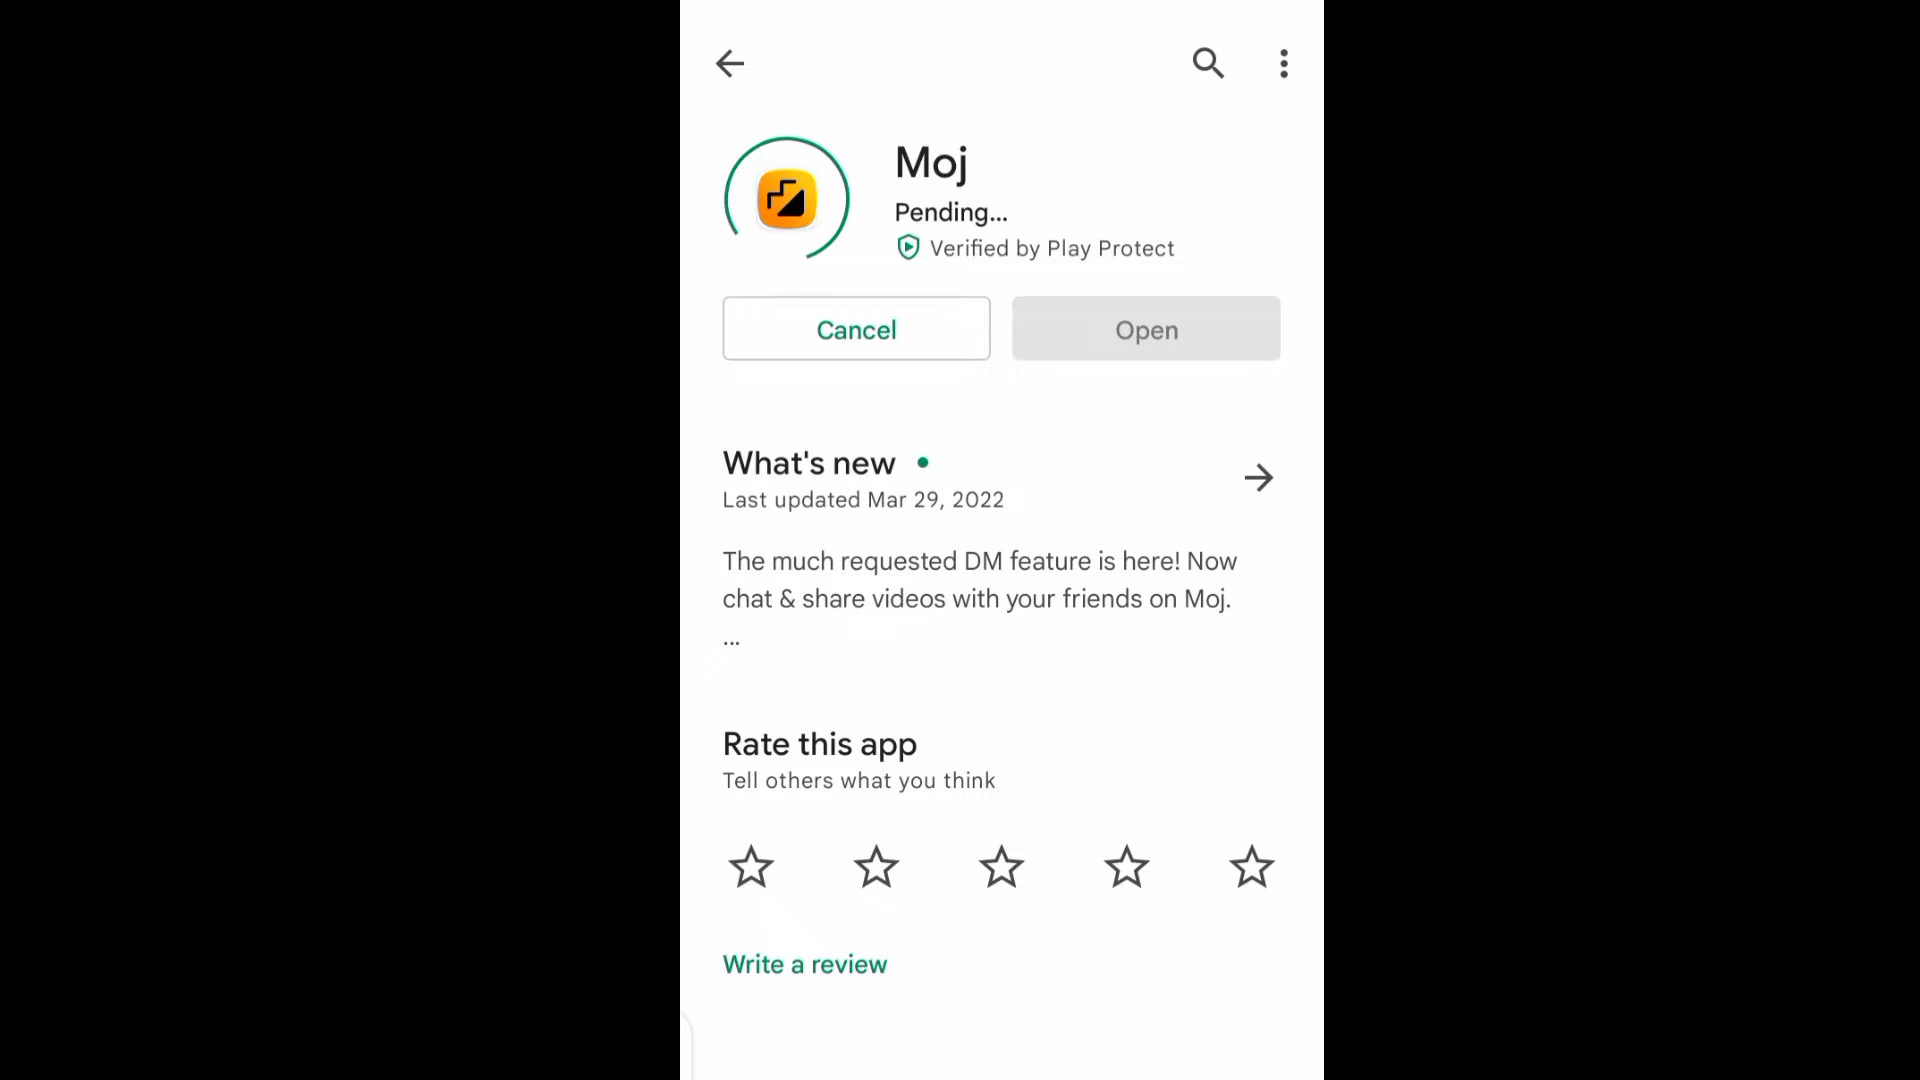 Moj
Pending...
Verified by Play Protect
Cancel
Open
What's new
Last updated Mar 29, 2022
The much requested DM feature is here! Now
chat & share videos with your friends on Moj.
...
Rate this app
Tell others what you think
Write a review